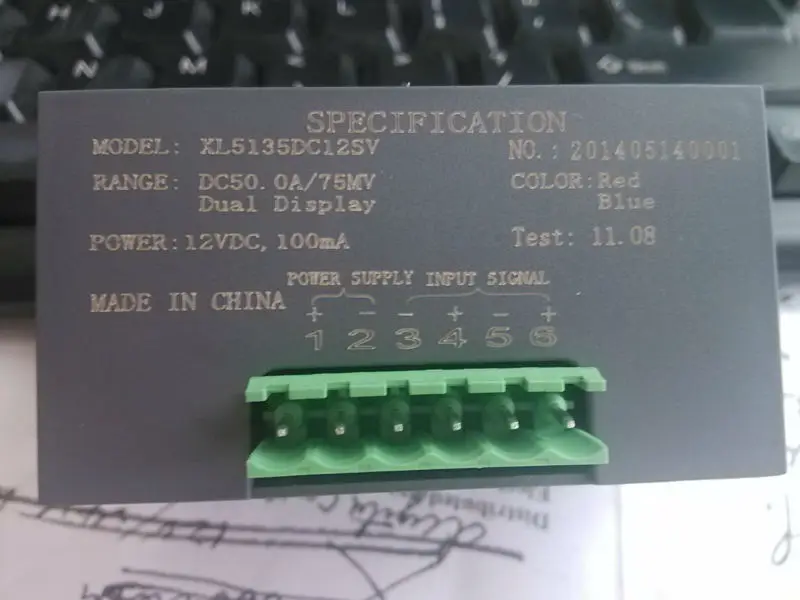 H
J
K
L
N
M
SPECIFICATION
MODEL: XL5135DC12SV
NO.: 201405140001
RANGE: DC50.0A/75MV
COLOR: Red
Dual Display
Blue
POWER: 12VDC, 100mA
Test: 11.08
POWER SUPPLY INPUT SIGNAL
MADE IN CHINA
+ − − + − +
1 2 3 4 5 6
Distributed